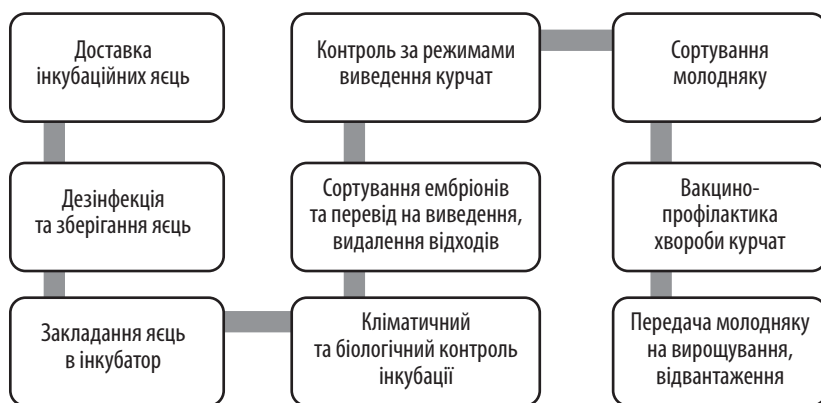 Доставка
інкубаційних яєць
Контроль за режимами
виведення курчат
Сортування
молодняку
Дезінфекція
та зберігання яєць
Сортування ембріонів
та перевід на виведення,
видалення відходів
Вакцино-
профілактика
хвороби курчат
Закладання яєць
в інкубатор
Кліматичний
та біологічний контроль
інкубації
Передача молодняку
на вирощування,
відвантаження